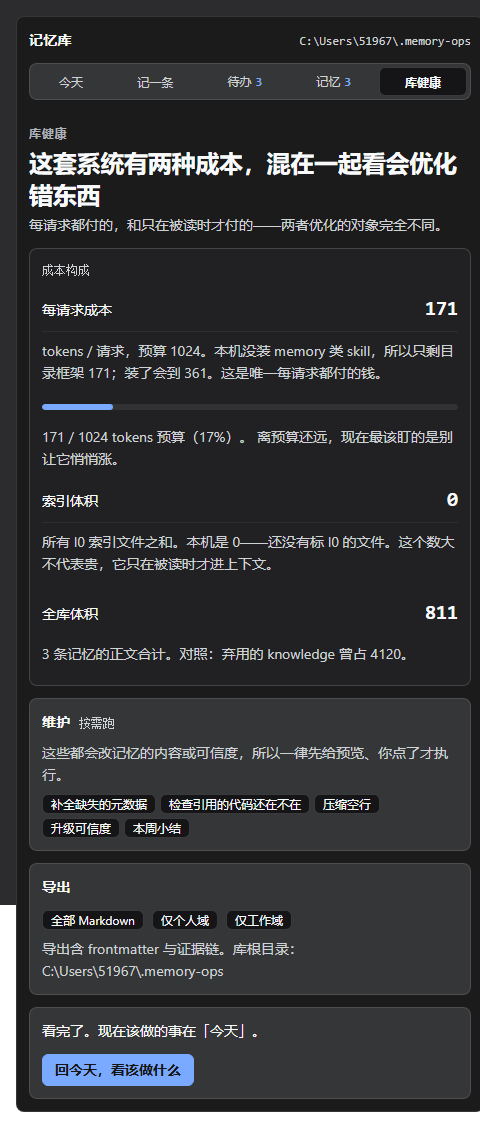 记忆库
C:\Users\51967\.memory-ops
今天
记一条
待办 3
记忆 3
库健康
库健康
这套系统有两种成本，混在一起看会优化
错东西
每请求都付的，和只在被读时才付的——两者优化的对象完全不同。
成本构成
每请求成本
171
tokens / 请求，预算 1024。本机没装 memory 类 skill，所以只剩目
录框架 171；装了会到 361。这是唯一每请求都付的钱。
171 / 1024 tokens 预算（17%）。 离预算还远，现在最该盯的是别
让它悄悄涨。
索引体积
0
所有 l0 索引文件之和。本机是 0——还没有标 l0 的文件。这个数大
不代表贵，它只在被读时才进上下文。
全库体积
811
3 条记忆的正文合计。对照：弃用的 knowledge 曾占 4120。
维护 按需跑
这些都会改记忆的内容或可信度，所以一律先给预览、你点了才执
行。
补全缺失的元数据
检查引用的代码还在不在
压缩空行
升级可信度
本周小结
导出
全部 Markdown
仅个人域
仅工作域
导出含 frontmatter 与证据链。库根目录：
C:\Users\51967\.memory-ops
看完了。现在该做的事在「今天」。
回今天，看该做什么